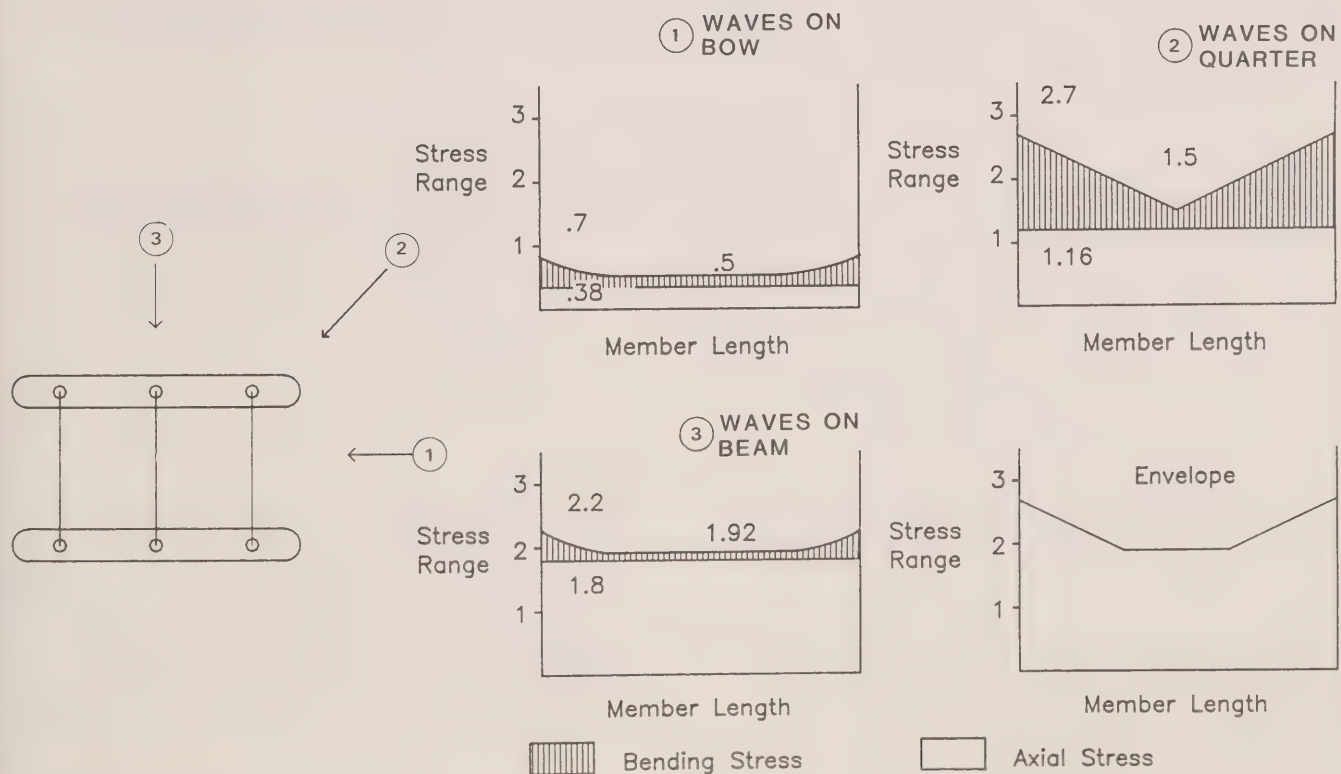 1 WAVES ON
BOW
3
Stress
Range
2
.7
1
.5
.38
Member Length
2 WAVES ON
QUARTER
2.7
3
Stress
Range
2
1.5
1
1.16
3
2
1
3 WAVES ON
BEAM
3
2.2
Stress
Range
2
1.92
1.8
1
Member Length
Envelope
3
Stress
Range
2
1
Member Length
Bending Stress
Axial Stress